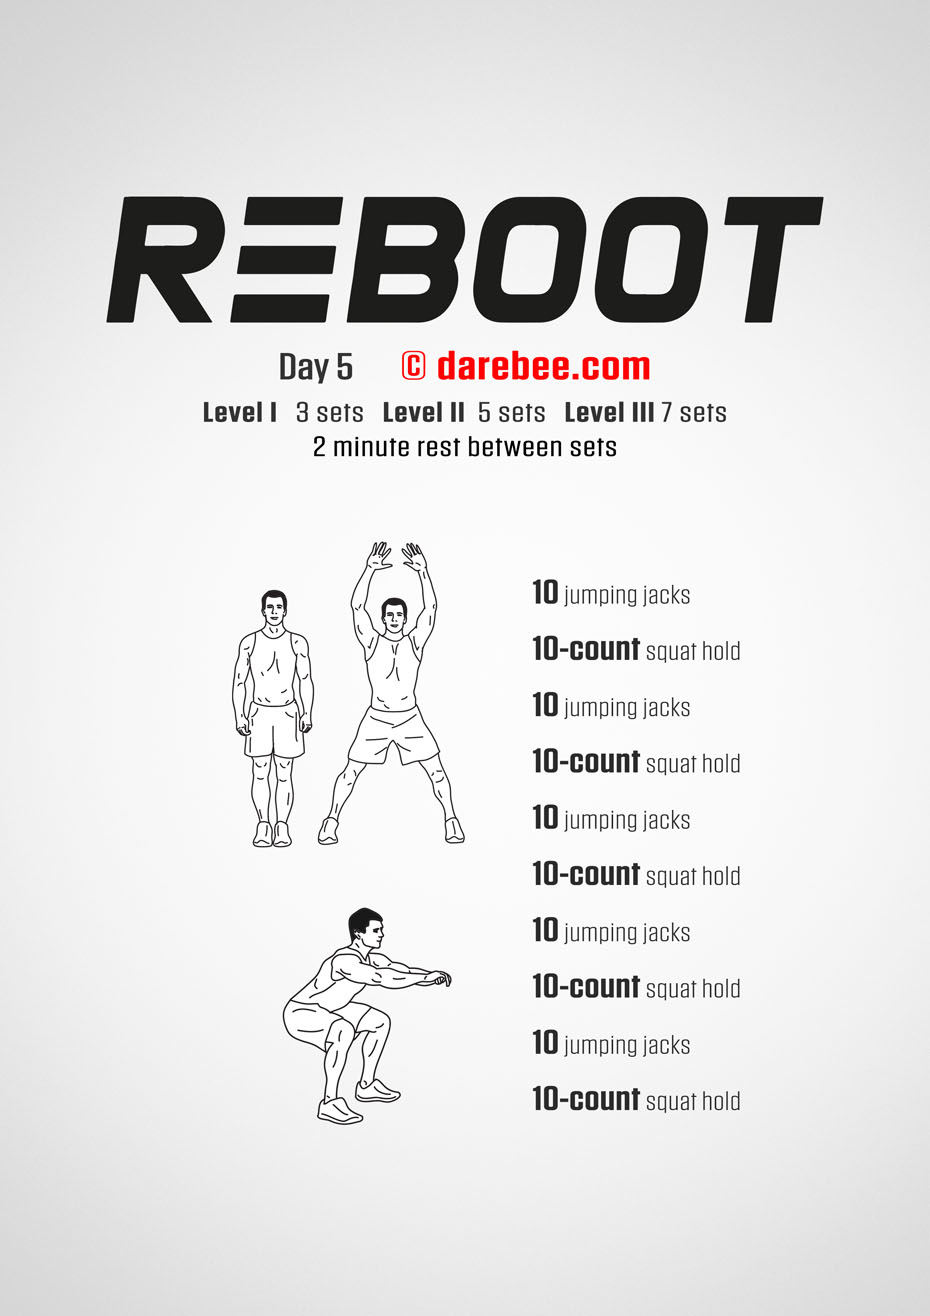 REBOOT
Day 5 © darebee.com
Level I 3 sets Level II 5 sets Level III 7 sets
2 minute rest between sets
10 jumping jacks
10-count squat hold
10 jumping jacks
10-count squat hold
10 jumping jacks
10-count squat hold
10 jumping jacks
10-count squat hold
10 jumping jacks
10-count squat hold